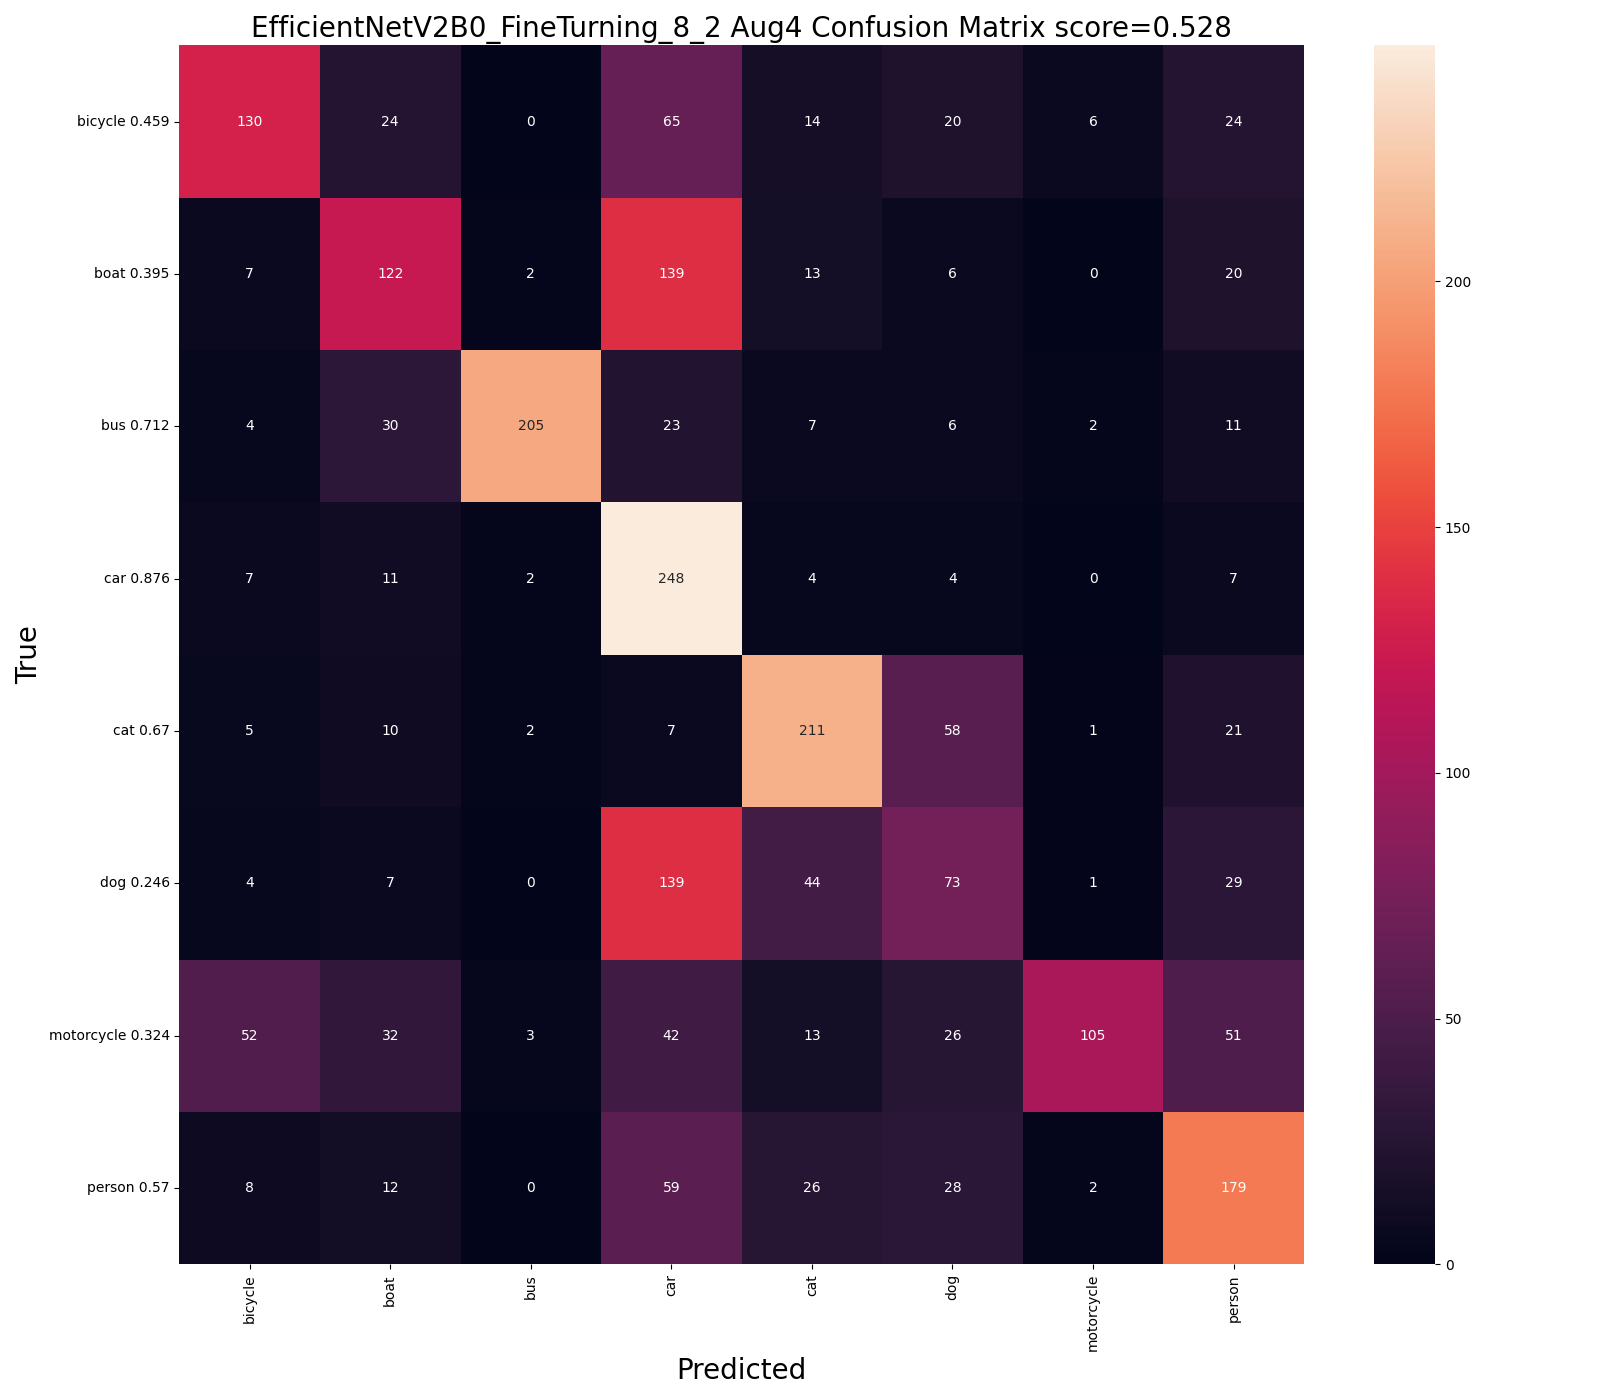 EfficientNetV2B0_FineTurning_8_2 Aug4 Confusion Matrix score=0.528
True
bicycle 0.459 130 24 0 65 14 20 6 24
boat 0.395 7 122 2 139 13 6 0 20
bus 0.712 4 30 205 23 7 6 2 11
car 0.876 7 11 2 248 4 4 0 7
cat 0.67 5 10 2 7 211 58 1 21
dog 0.246 4 7 0 139 44 73 1 29
motorcycle 0.324 52 32 3 42 13 26 105 51
person 0.57 8 12 0 59 26 28 2 179
bicycle boat bus car cat dog motorcycle person
Predicted
200
150
100
50
0